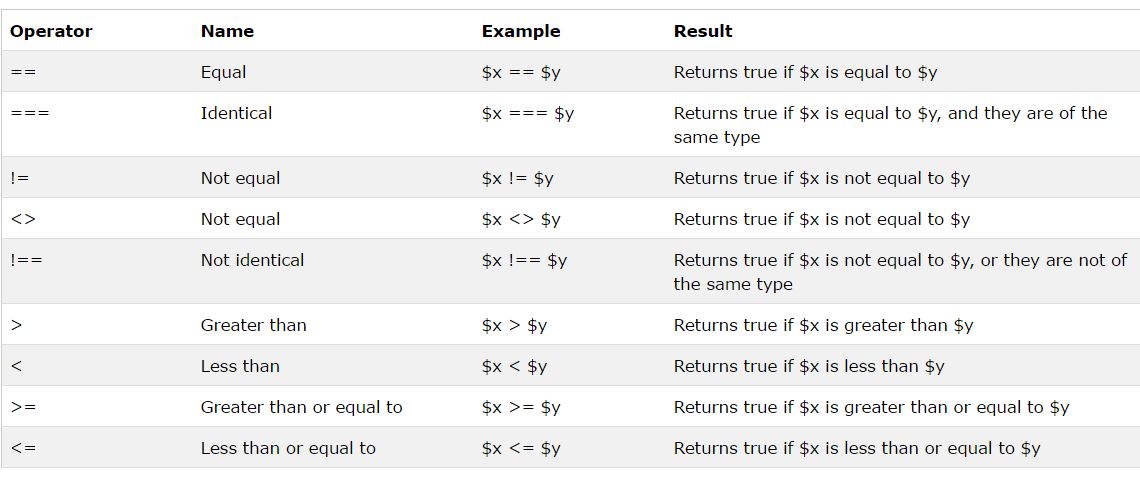 Operator Name Example Result
== Equal $x == $y Returns true if $x is equal to $y
=== Identical $x === $y Returns true if $x is equal to $y, and they are of the
same type
!= Not equal $x != $y Returns true if $x is not equal to $y
<> Not equal $x <> $y Returns true if $x is not equal to $y
!== Not identical $x !== $y Returns true if $x is not equal to $y, or they are not of
the same type
> Greater than $x > $y Returns true if $x is greater than $y
< Less than $x < $y Returns true if $x is less than $y
>= Greater than or equal to $x >= $y Returns true if $x is greater than or equal to $y
<= Less than or equal to $x <= $y Returns true if $x is less than or equal to $y